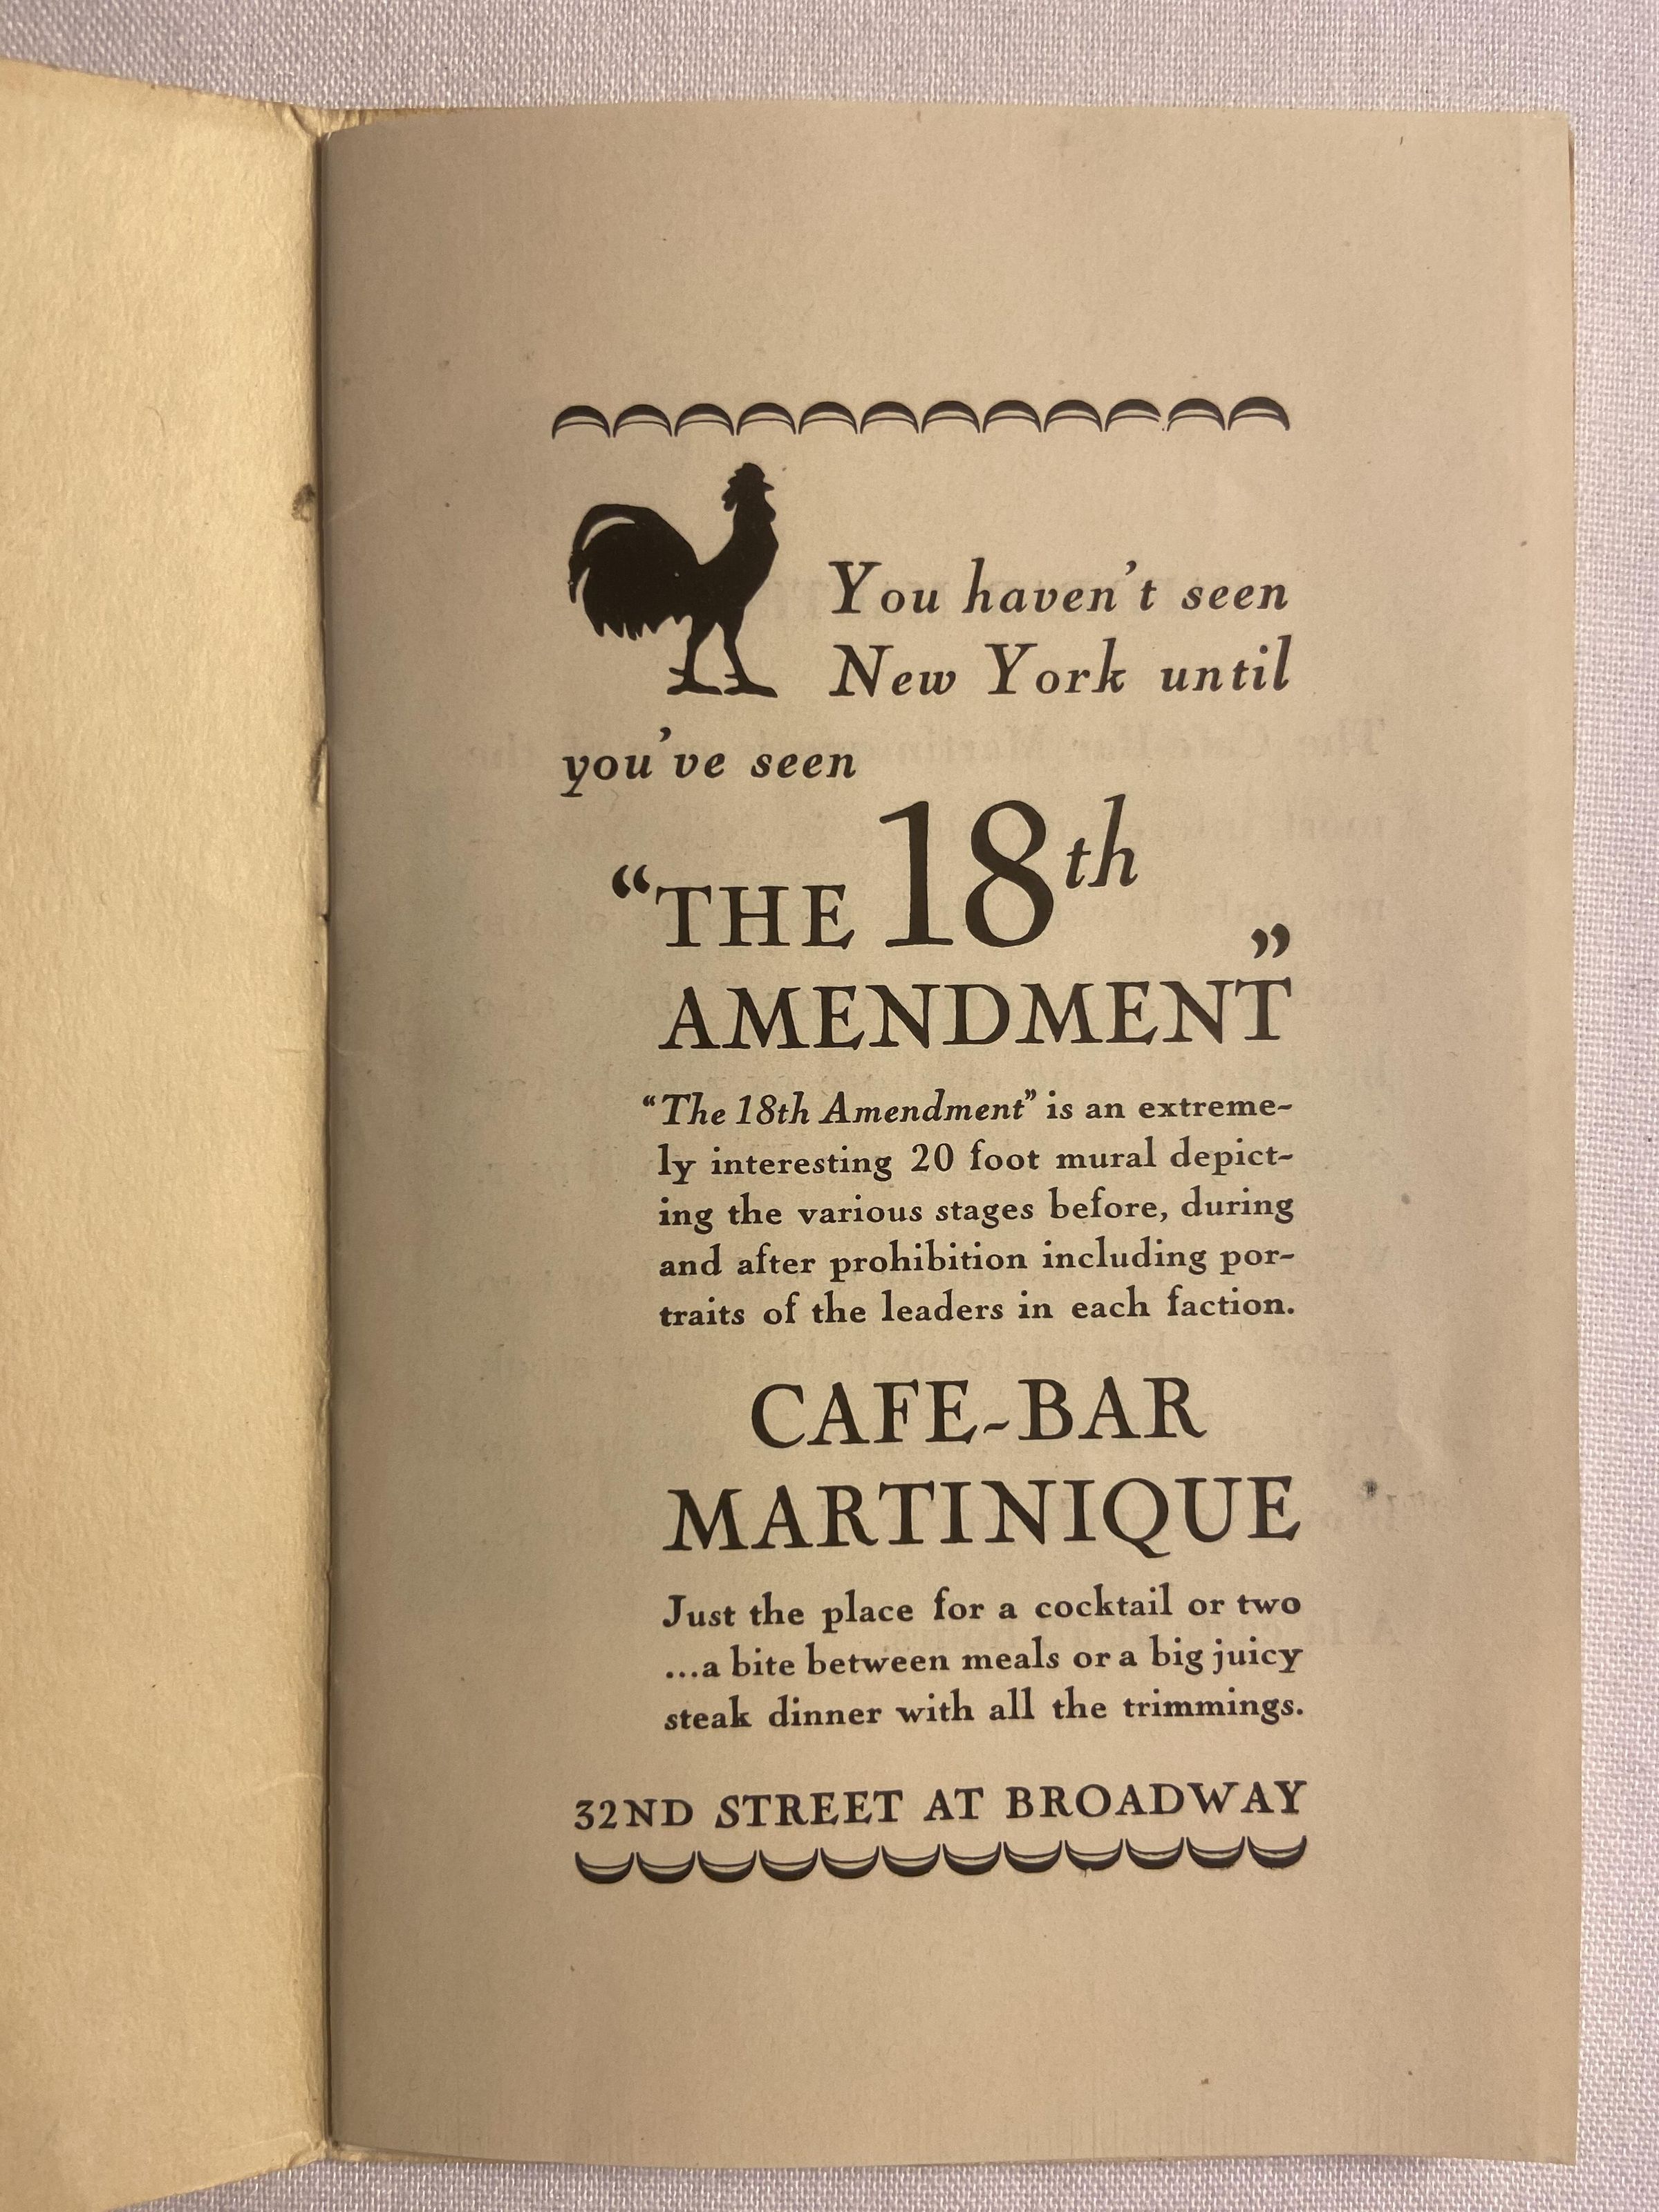 You haven't seen
New York until
you've seen
“THE 18th
AMENDMENT”
“The 18th Amendment” is an extreme-
ly interesting 20 foot mural depict-
ing the various stages before, during
and after prohibition including por-
traits of the leaders in each faction.
CAFE-BAR
MARTINIQUE
Just the place for a cocktail or two
...a bite between meals or a big juicy
steak dinner with all the trimmings.
32ND STREET AT BROADWAY